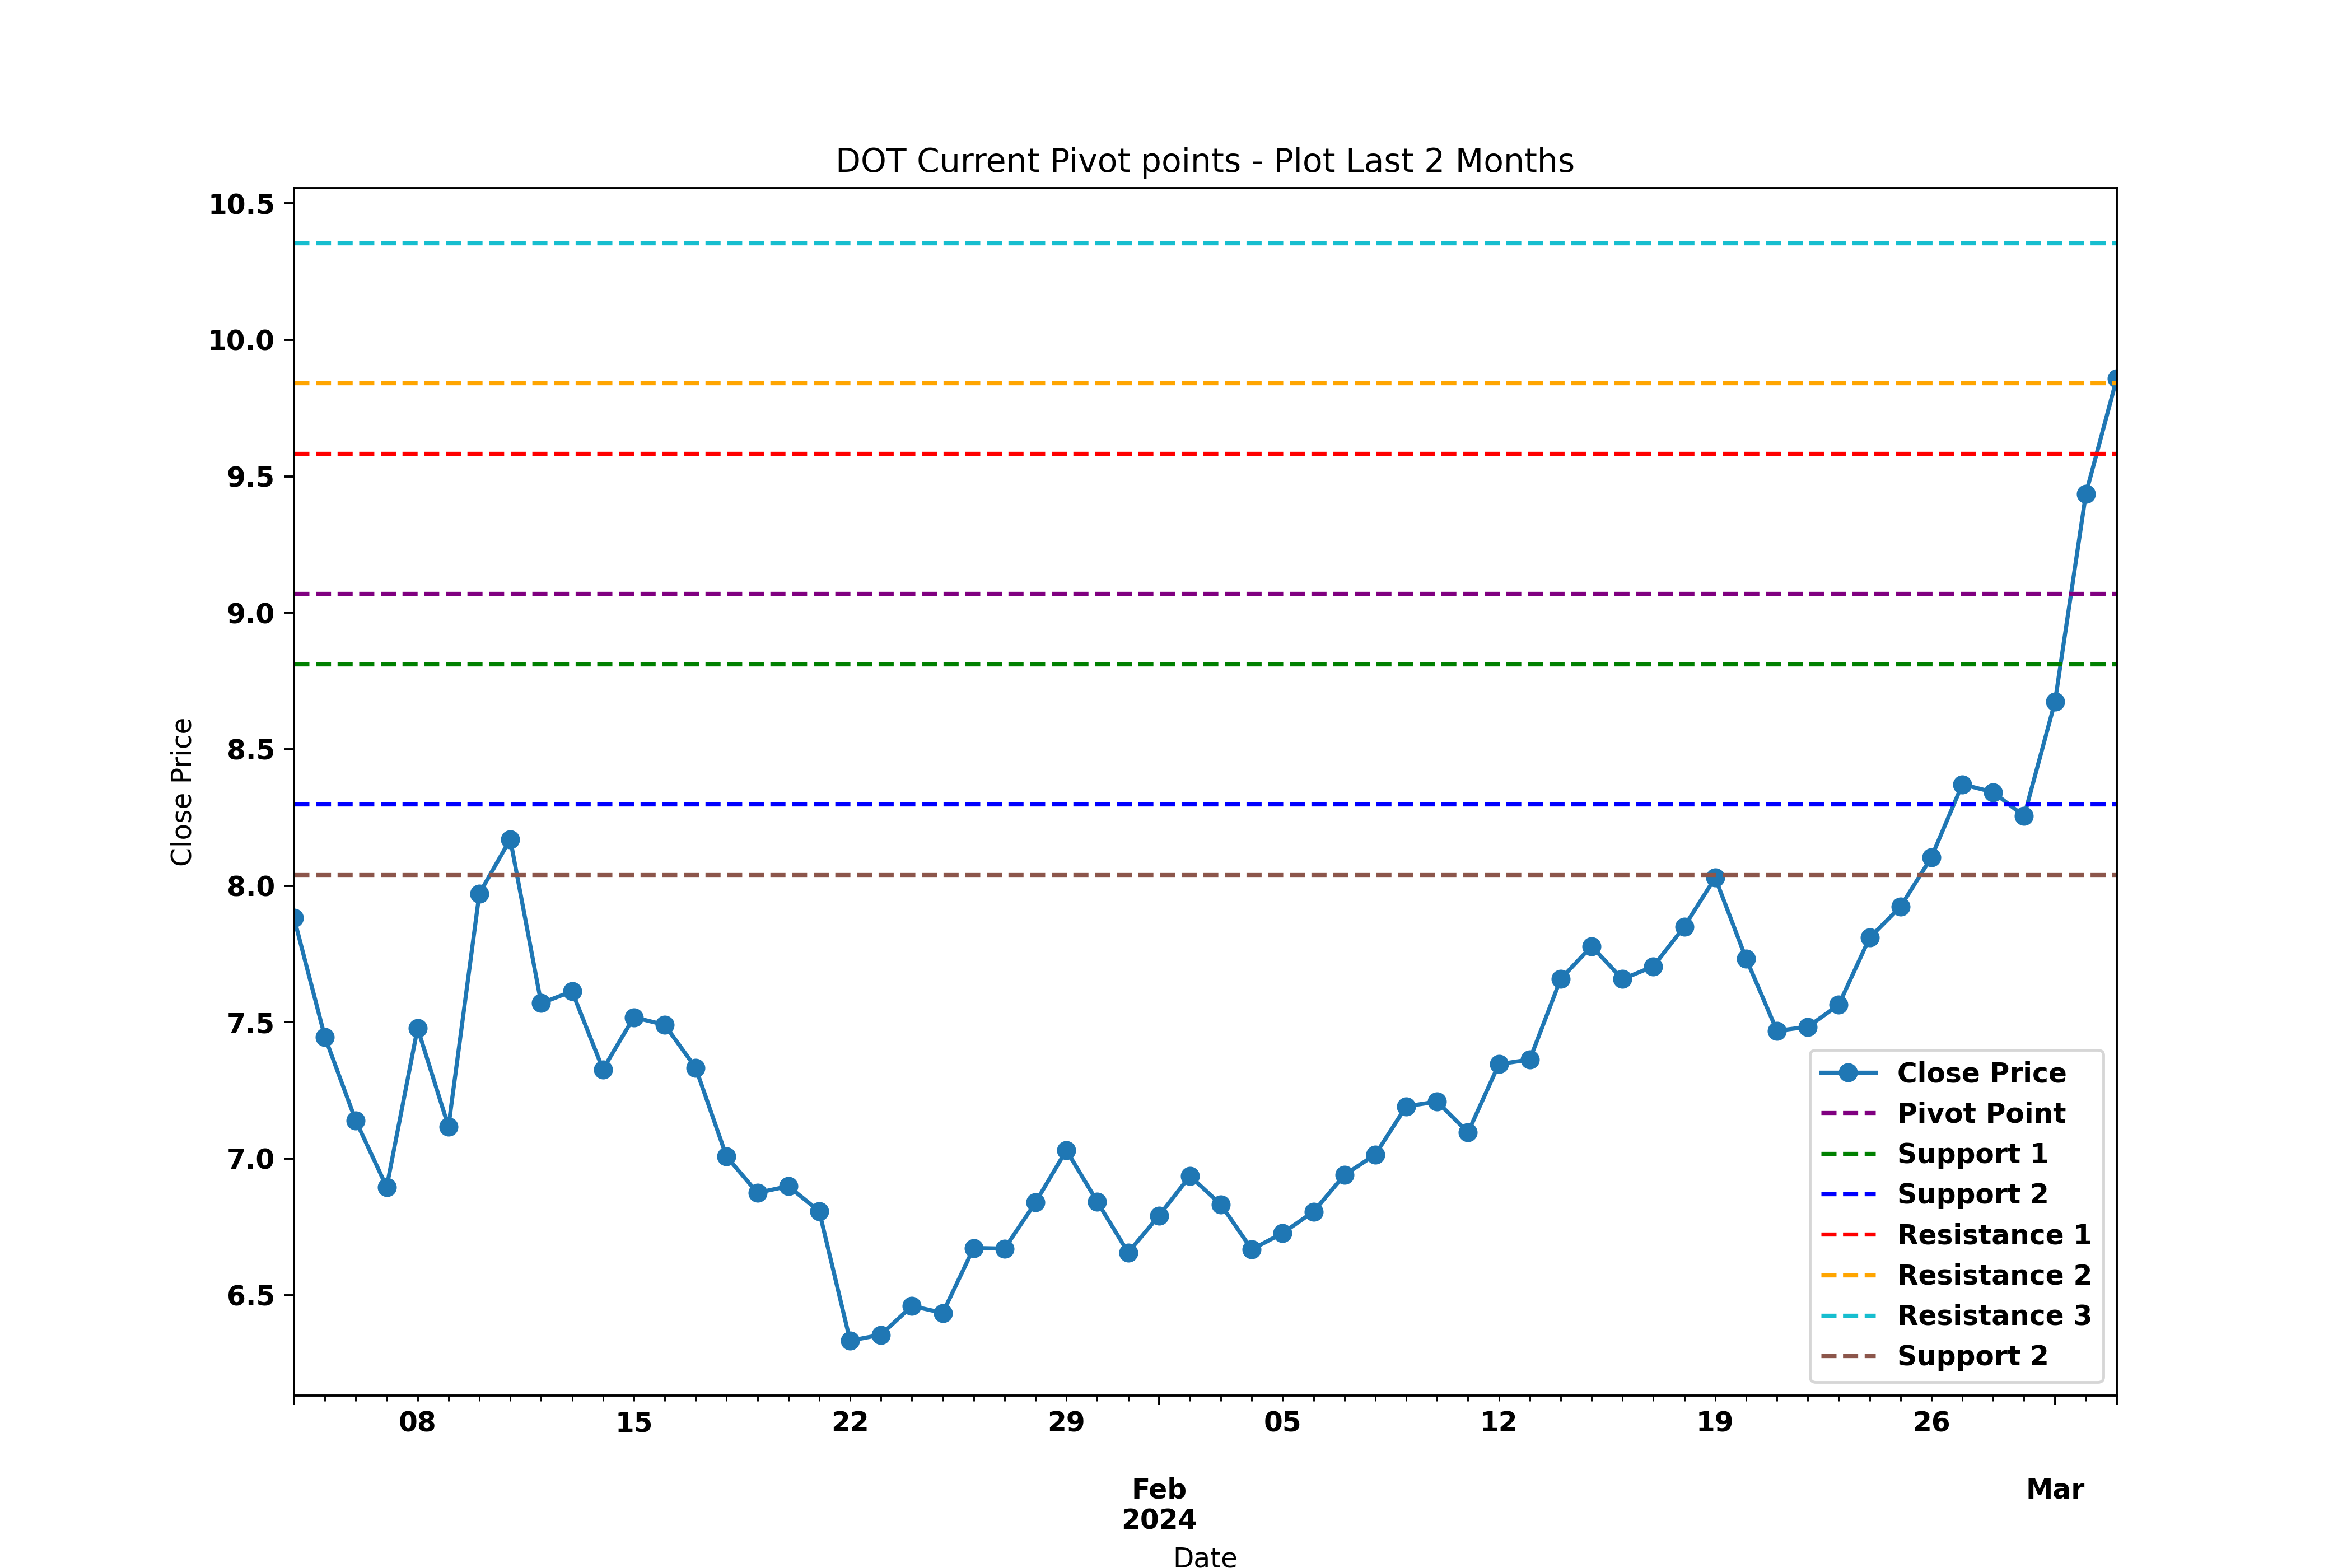 DOT Current Pivot points - Plot Last 2 Months
10.5
10.0
9.5
9.0
8.5
8.0
7.5
7.0
6.5
Close Price
Close Price
Pivot Point
Support 1
Support 2
Resistance 1
Resistance 2
Resistance 3
Support 2
08
15
22
29
05
12
19
26
Feb
2024
Mar
Date